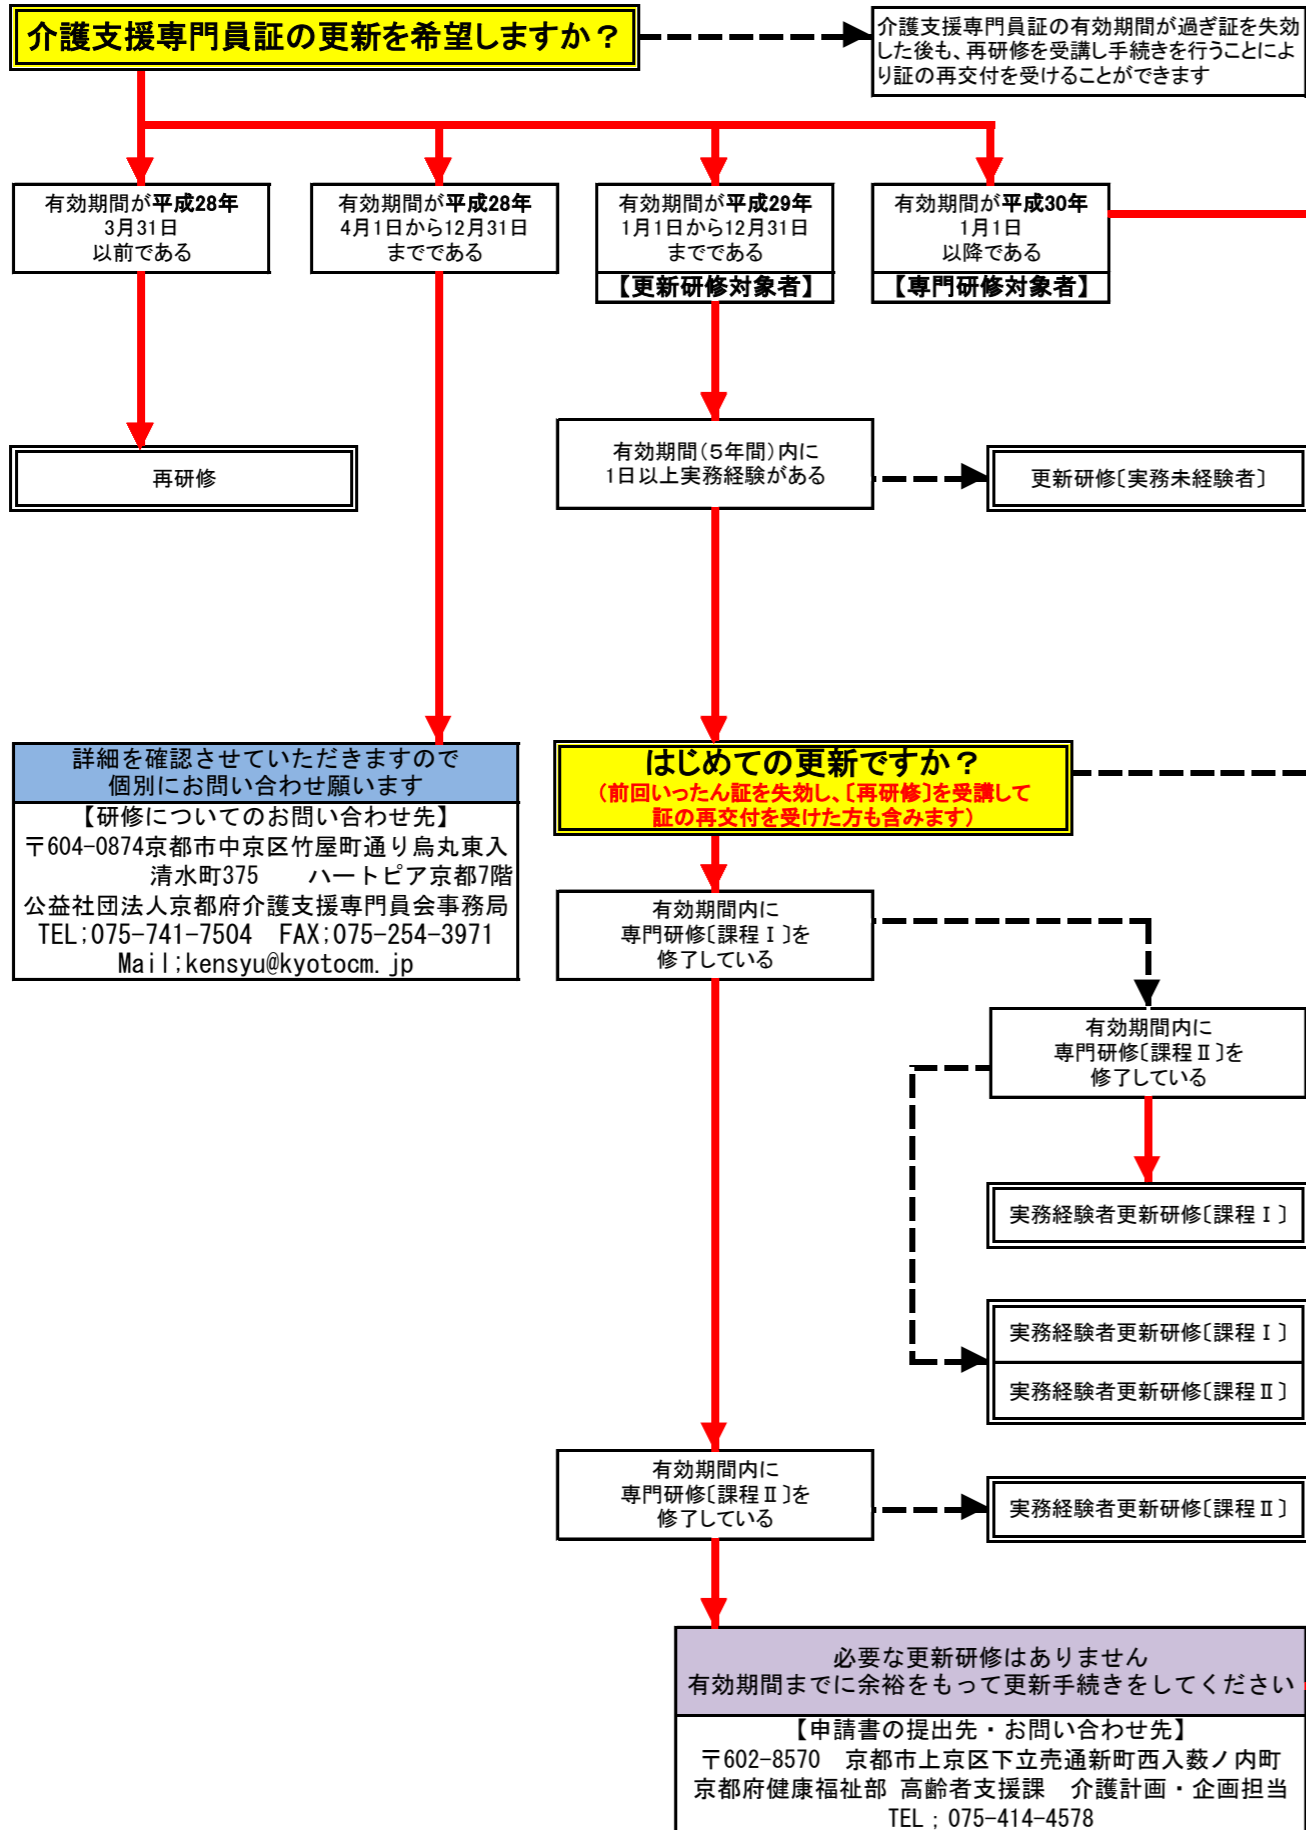 介護支援専門員証の更新を希望しますか？
介護支援専門員証の有効期間が過ぎ証を失効
した後も、再研修を受講し手続きを行うことによ
り証の再交付を受けることができます
有効期間が平成28年
3月31日
以前である
有効期間が平成28年
4月1日から12月31日
までである
有効期間が平成29年
1月1日から12月31日
までである
【更新研修対象者】
有効期間が平成30年
1月1日
以降である
【専門研修対象者】
有効期間（5年間）内に
1日以上実務経験がある
再研修
更新研修〔実務未経験者〕
詳細を確認させていただきますので
個別にお問い合わせ願います
【研修についてのお問い合わせ先】
〒604-0874京都市中京区竹屋町通り烏丸東入
清水町375　ハートピア京都7階
公益社団法人京都府介護支援専門員会事務局
TEL;075-741-7504 FAX;075-254-3971
Mail;kensyu@kyotocm.jp
はじめての更新ですか？
（前回いったん証を失効し、〔再研修〕を受講して
証の再交付を受けた方も含みます）
有効期間内に
専門研修〔課程Ⅰ〕を
修了している
有効期間内に
専門研修〔課程Ⅱ〕を
修了している
実務経験者更新研修〔課程Ⅰ〕
実務経験者更新研修〔課程Ⅰ〕
実務経験者更新研修〔課程Ⅱ〕
有効期間内に
専門研修〔課程Ⅱ〕を
修了している
実務経験者更新研修〔課程Ⅱ〕
必要な更新研修はありません
有効期間までに余裕をもって更新手続きをしてください
【申請書の提出先・お問い合わせ先】
〒602-8570　京都市上京区下立売通新町西入薮ノ内町
京都府健康福祉部 高齢者支援課　介護計画・企画担当
TEL；075-414-4578